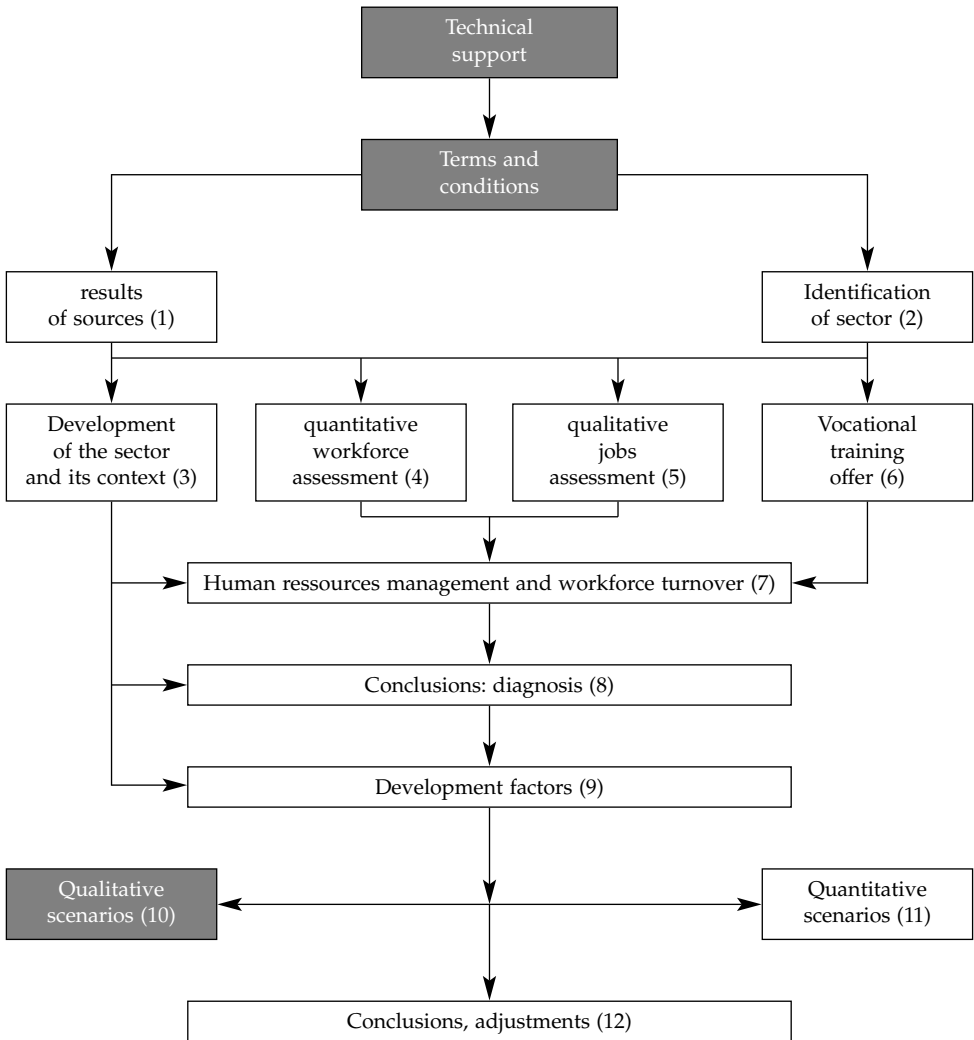 Technical
support
Terms and
conditions
results
of sources (1)
Identification
of sector (2)
Development
of the sector
and its context (3)
quantitative
workforce
assessment (4)
qualitative
jobs
assessment (5)
Vocational
training
offer (6)
Human ressources management and workforce turnover (7)
Conclusions: diagnosis (8)
Development factors (9)
Qualitative
scenarios (10)
Quantitative
scenarios (11)
Conclusions, adjustments (12)